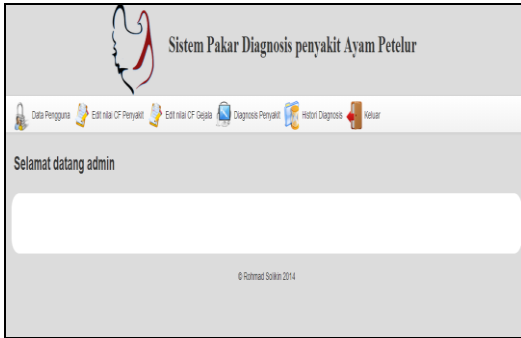 Sistem Pakar Diagnosis penyakit Ayam Petelur
Data Pengguna Edit nilai CF Penyakit Edit nilai CF Gejala Diagnosis Penyakit Histori Diagnosis Keluar
Selamat datang admin
© Rohmad Solikin 2014